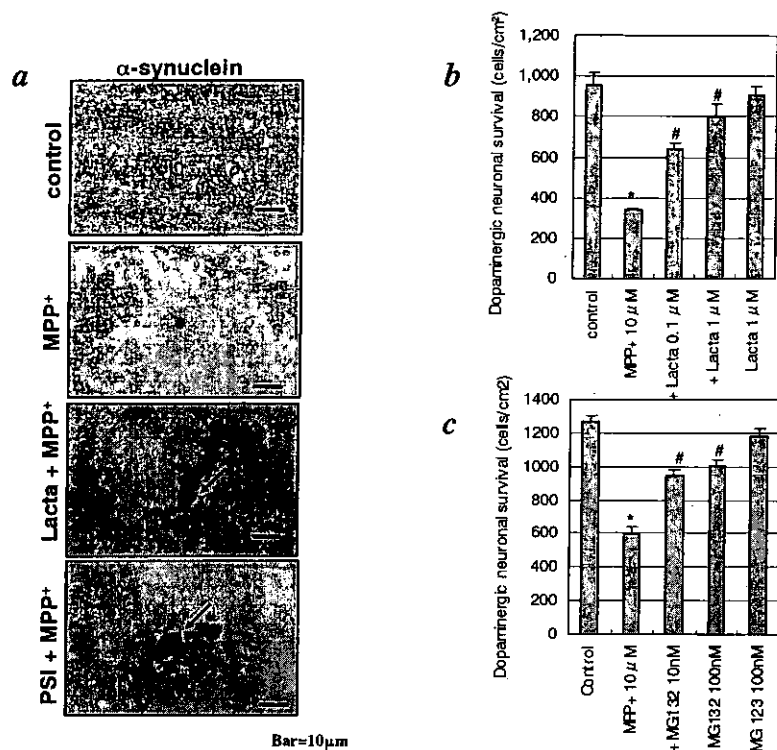 a
α-synuclein
control
MPP⁺
Lacta + MPP⁺
PSI + MPP⁺
Bar=10μm
b
Dopaminergic neuronal survival (cells/cm²)
1,200
1,000
800
600
400
200
0
*
#
#
control
MPP+ 10 μM
+ Lacta 0.1 μM
+ Lacta 1 μM
Lacta 1 μM
c
Dopaminergic neuronal survival (cells/cm2)
1400
1200
1000
800
600
400
200
0
*
#
#
Control
MPP+ 10 μM
+ MG132 10nM
MG132 100nM
MG 123 100nM